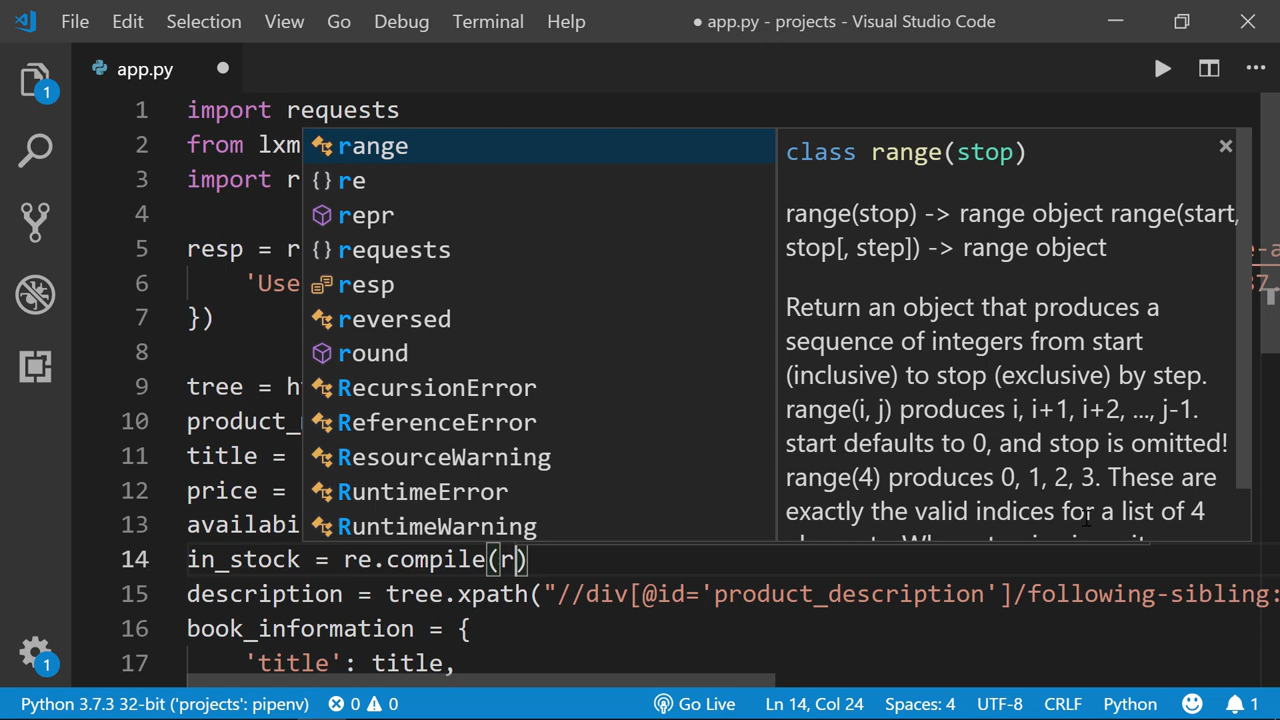 File Edit Selection View Go Debug Terminal Help ● app.py - projects - Visual Studio Code
app.py
1 import requests
2 from lxm
3 import r
4
5 resp = r
6 'Use
7 })
8
9 tree = h
10 product_
11 title =
12 price =
13 availabi
14 in_stock = re.compile(r)
15 description = tree.xpath("//div[@id='product_description']/following-sibling:
16 book_information = {
17 'title': title,
range
{} re
repr
{} requests
resp
reversed
round
RecursionError
ReferenceError
ResourceWarning
RuntimeError
RuntimeWarning
class range(stop)
range(stop) -> range object range(start,
stop[, step]) -> range object
Return an object that produces a
sequence of integers from start
(inclusive) to stop (exclusive) by step.
range(i, j) produces i, i+1, i+2, ..., j-1.
start defaults to 0, and stop is omitted!
range(4) produces 0, 1, 2, 3. These are
exactly the valid indices for a list of 4
e-a
37.
1
1
Python 3.7.3 32-bit ('projects': pipenv) 0 0 Go Live Ln 14, Col 24 Spaces: 4 UTF-8 CRLF Python 1